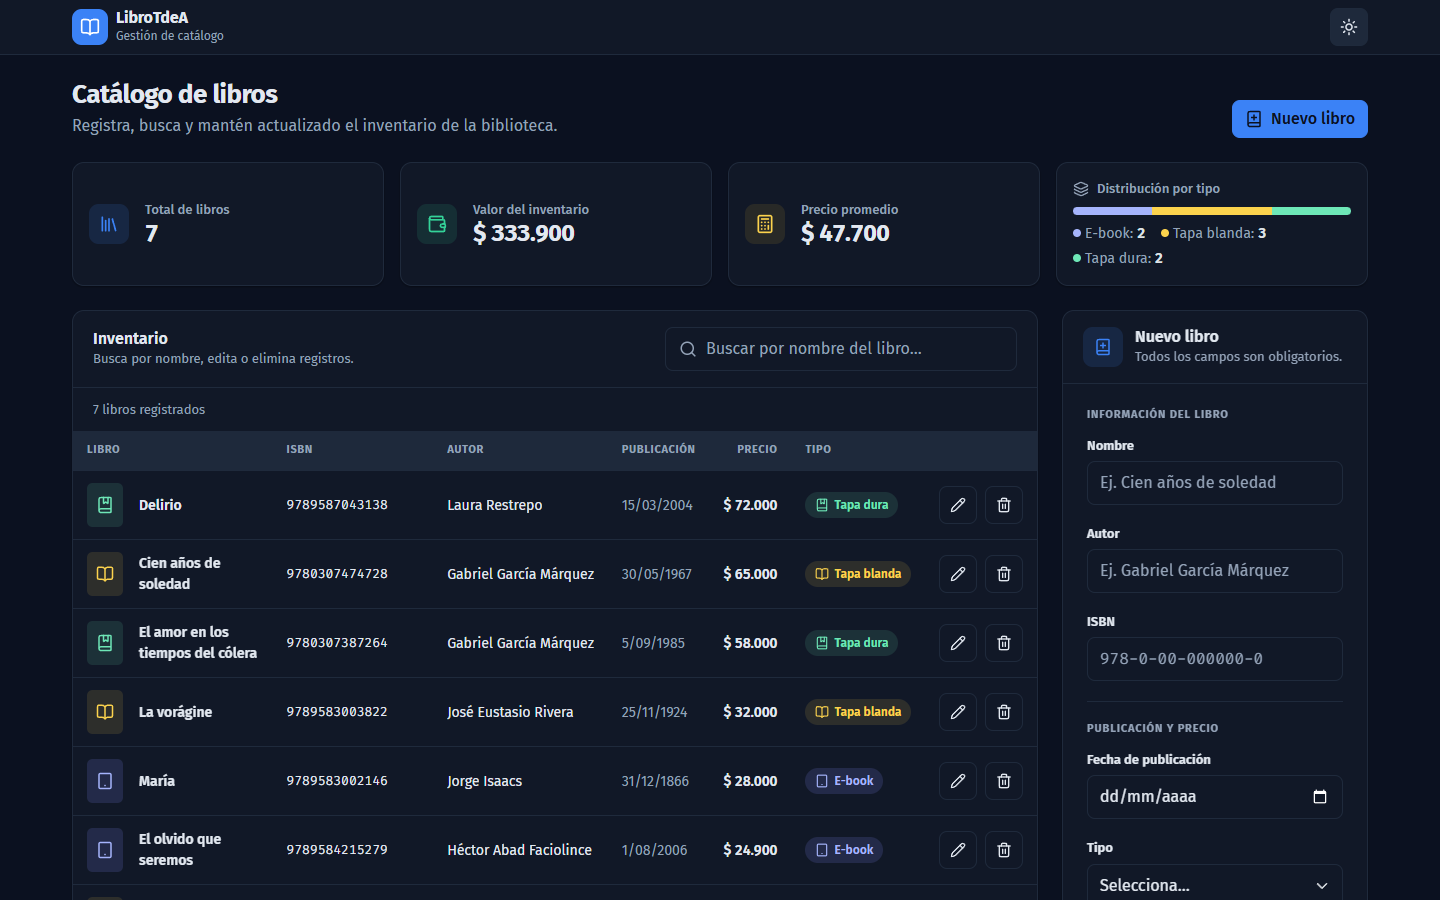 LibroTdeA
Gestión de catálogo
Catálogo de libros
Registra, busca y mantén actualizado el inventario de la biblioteca.
Nuevo libro
Total de libros
7
Valor del inventario
$ 333.900
Precio promedio
$ 47.700
Distribución por tipo
E-book: 2 Tapa blanda: 3
Tapa dura: 2
Inventario
Busca por nombre, edita o elimina registros.
Buscar por nombre del libro...
7 libros registrados
LIBRO ISBN AUTOR PUBLICACIÓN PRECIO TIPO
Delirio 9789587043138 Laura Restrepo 15/03/2004 $ 72.000 Tapa dura
Cien años de
soledad 9780307474728 Gabriel García Márquez 30/05/1967 $ 65.000 Tapa blanda
El amor en los
tiempos del cólera 9780307387264 Gabriel García Márquez 5/09/1985 $ 58.000 Tapa dura
La vorágine 9789583003822 José Eustasio Rivera 25/11/1924 $ 32.000 Tapa blanda
María 9789583002146 Jorge Isaacs 31/12/1866 $ 28.000 E-book
El olvido que
seremos 9789584215279 Héctor Abad Faciolince 1/08/2006 $ 24.900 E-book
Nuevo libro
Todos los campos son obligatorios.
INFORMACIÓN DEL LIBRO
Nombre
Ej. Cien años de soledad
Autor
Ej. Gabriel García Márquez
ISBN
978-0-00-000000-0
PUBLICACIÓN Y PRECIO
Fecha de publicación
dd/mm/aaaa
Tipo
Selecciona...